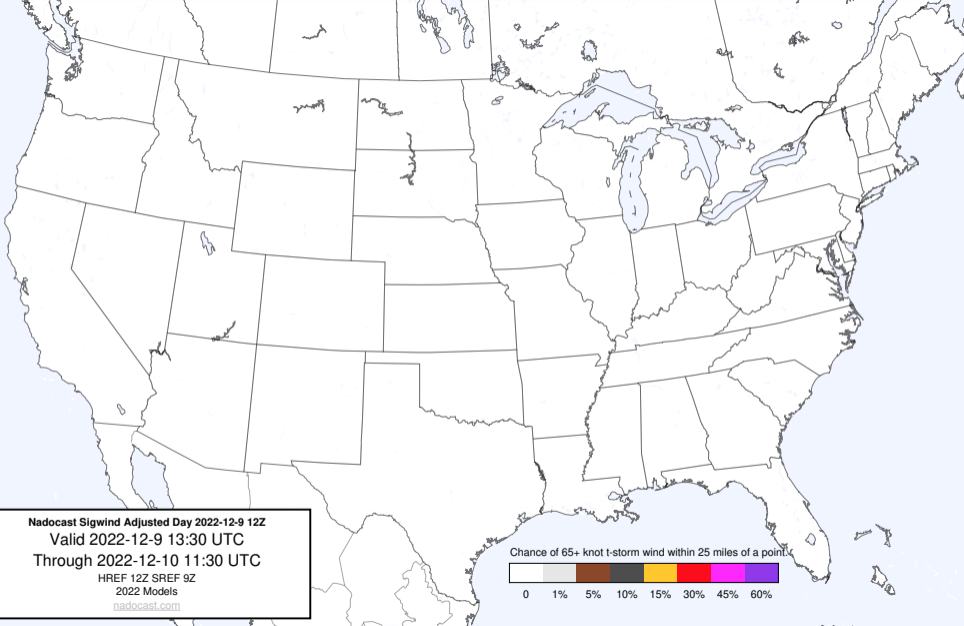 Nadocast Sigwind Adjusted Day 2022-12-9 12Z
Valid 2022-12-9 13:30 UTC
Through 2022-12-10 11:30 UTC
HREF 12Z SREF 9Z
2022 Models
nadocast.com
Chance of 65+ knot t-storm wind within 25 miles of a point.
0 1% 5% 10% 15% 30% 45% 60%